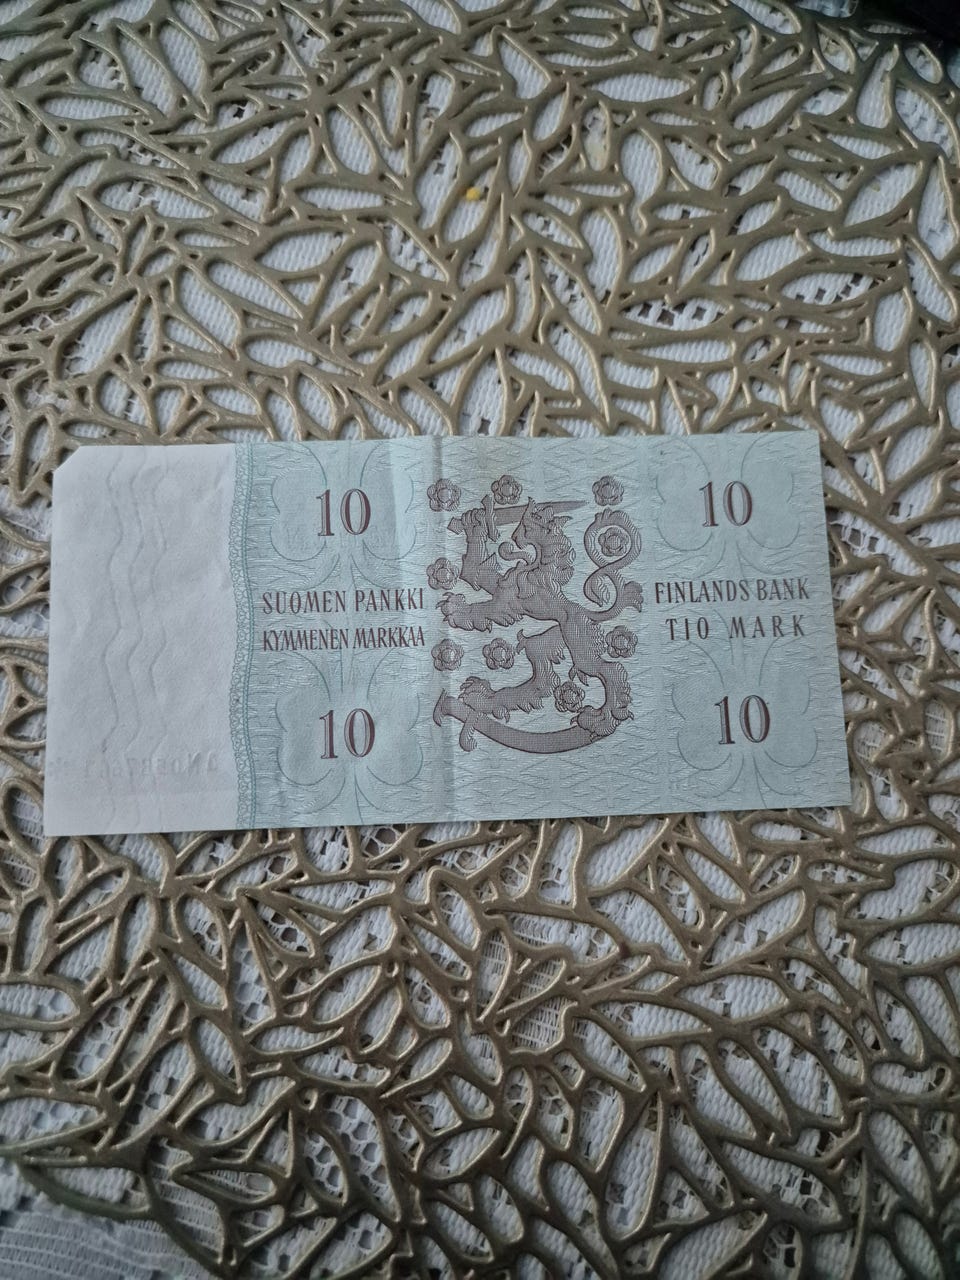 10
10
SUOMEN PANKKI
KYMMENEN MARKKAA
FINLANDS BANK
TIO MARK
10
10